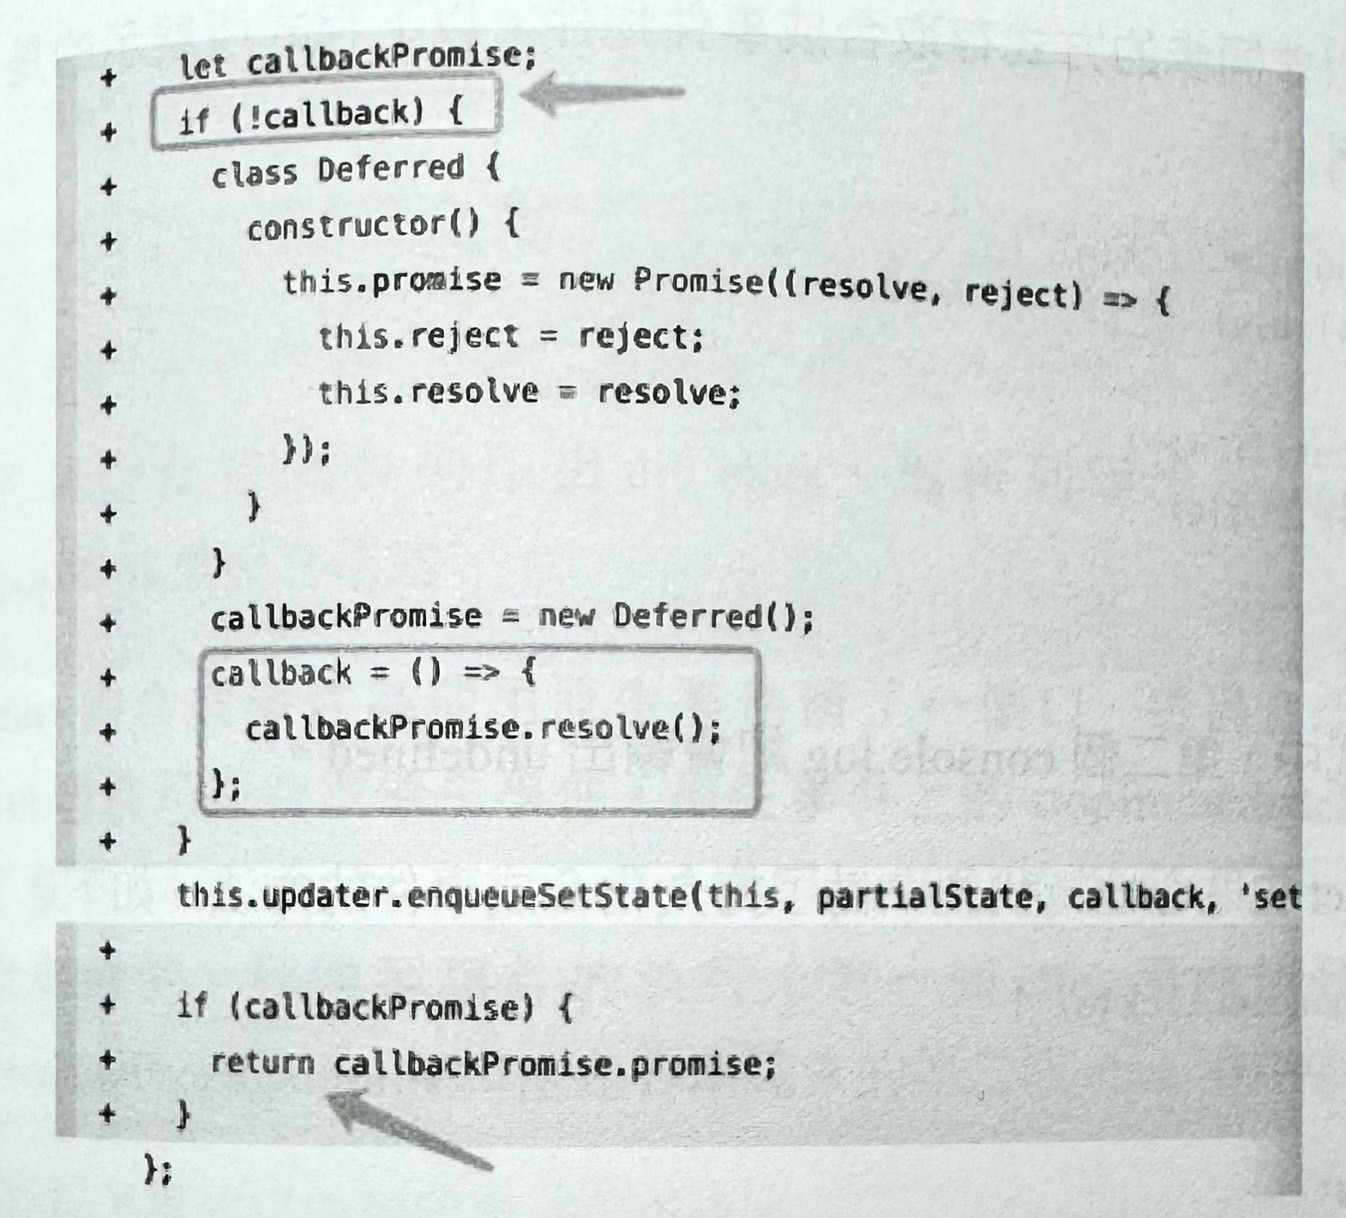 + let callbackPromise;
+ if (!callback) {
+ class Deferred {
+ constructor() {
+ this.promise = new Promise((resolve, reject) => {
+ this.reject = reject;
+ this.resolve = resolve;
+ });
+ }
+ }
+ callbackPromise = new Deferred();
+ callback = () => {
+ callbackPromise.resolve();
+ };
+ }
this.updater.enqueueSetState(this, partialState, callback, 'set
+
+ if (callbackPromise) {
+ return callbackPromise.promise;
+ }
};